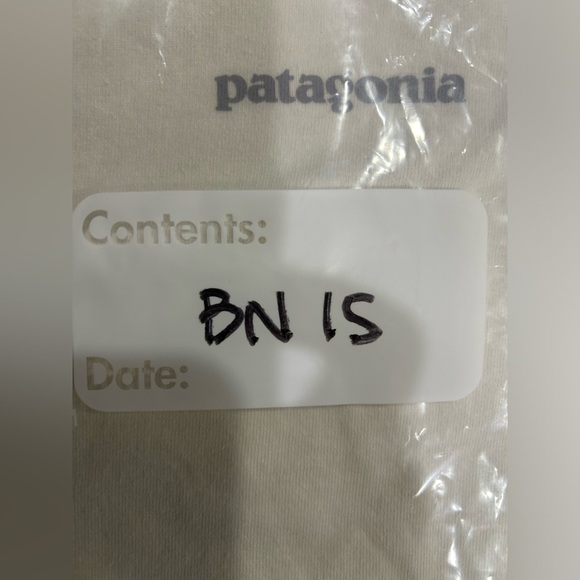 patagonia
Contents:
BN 15
Date: